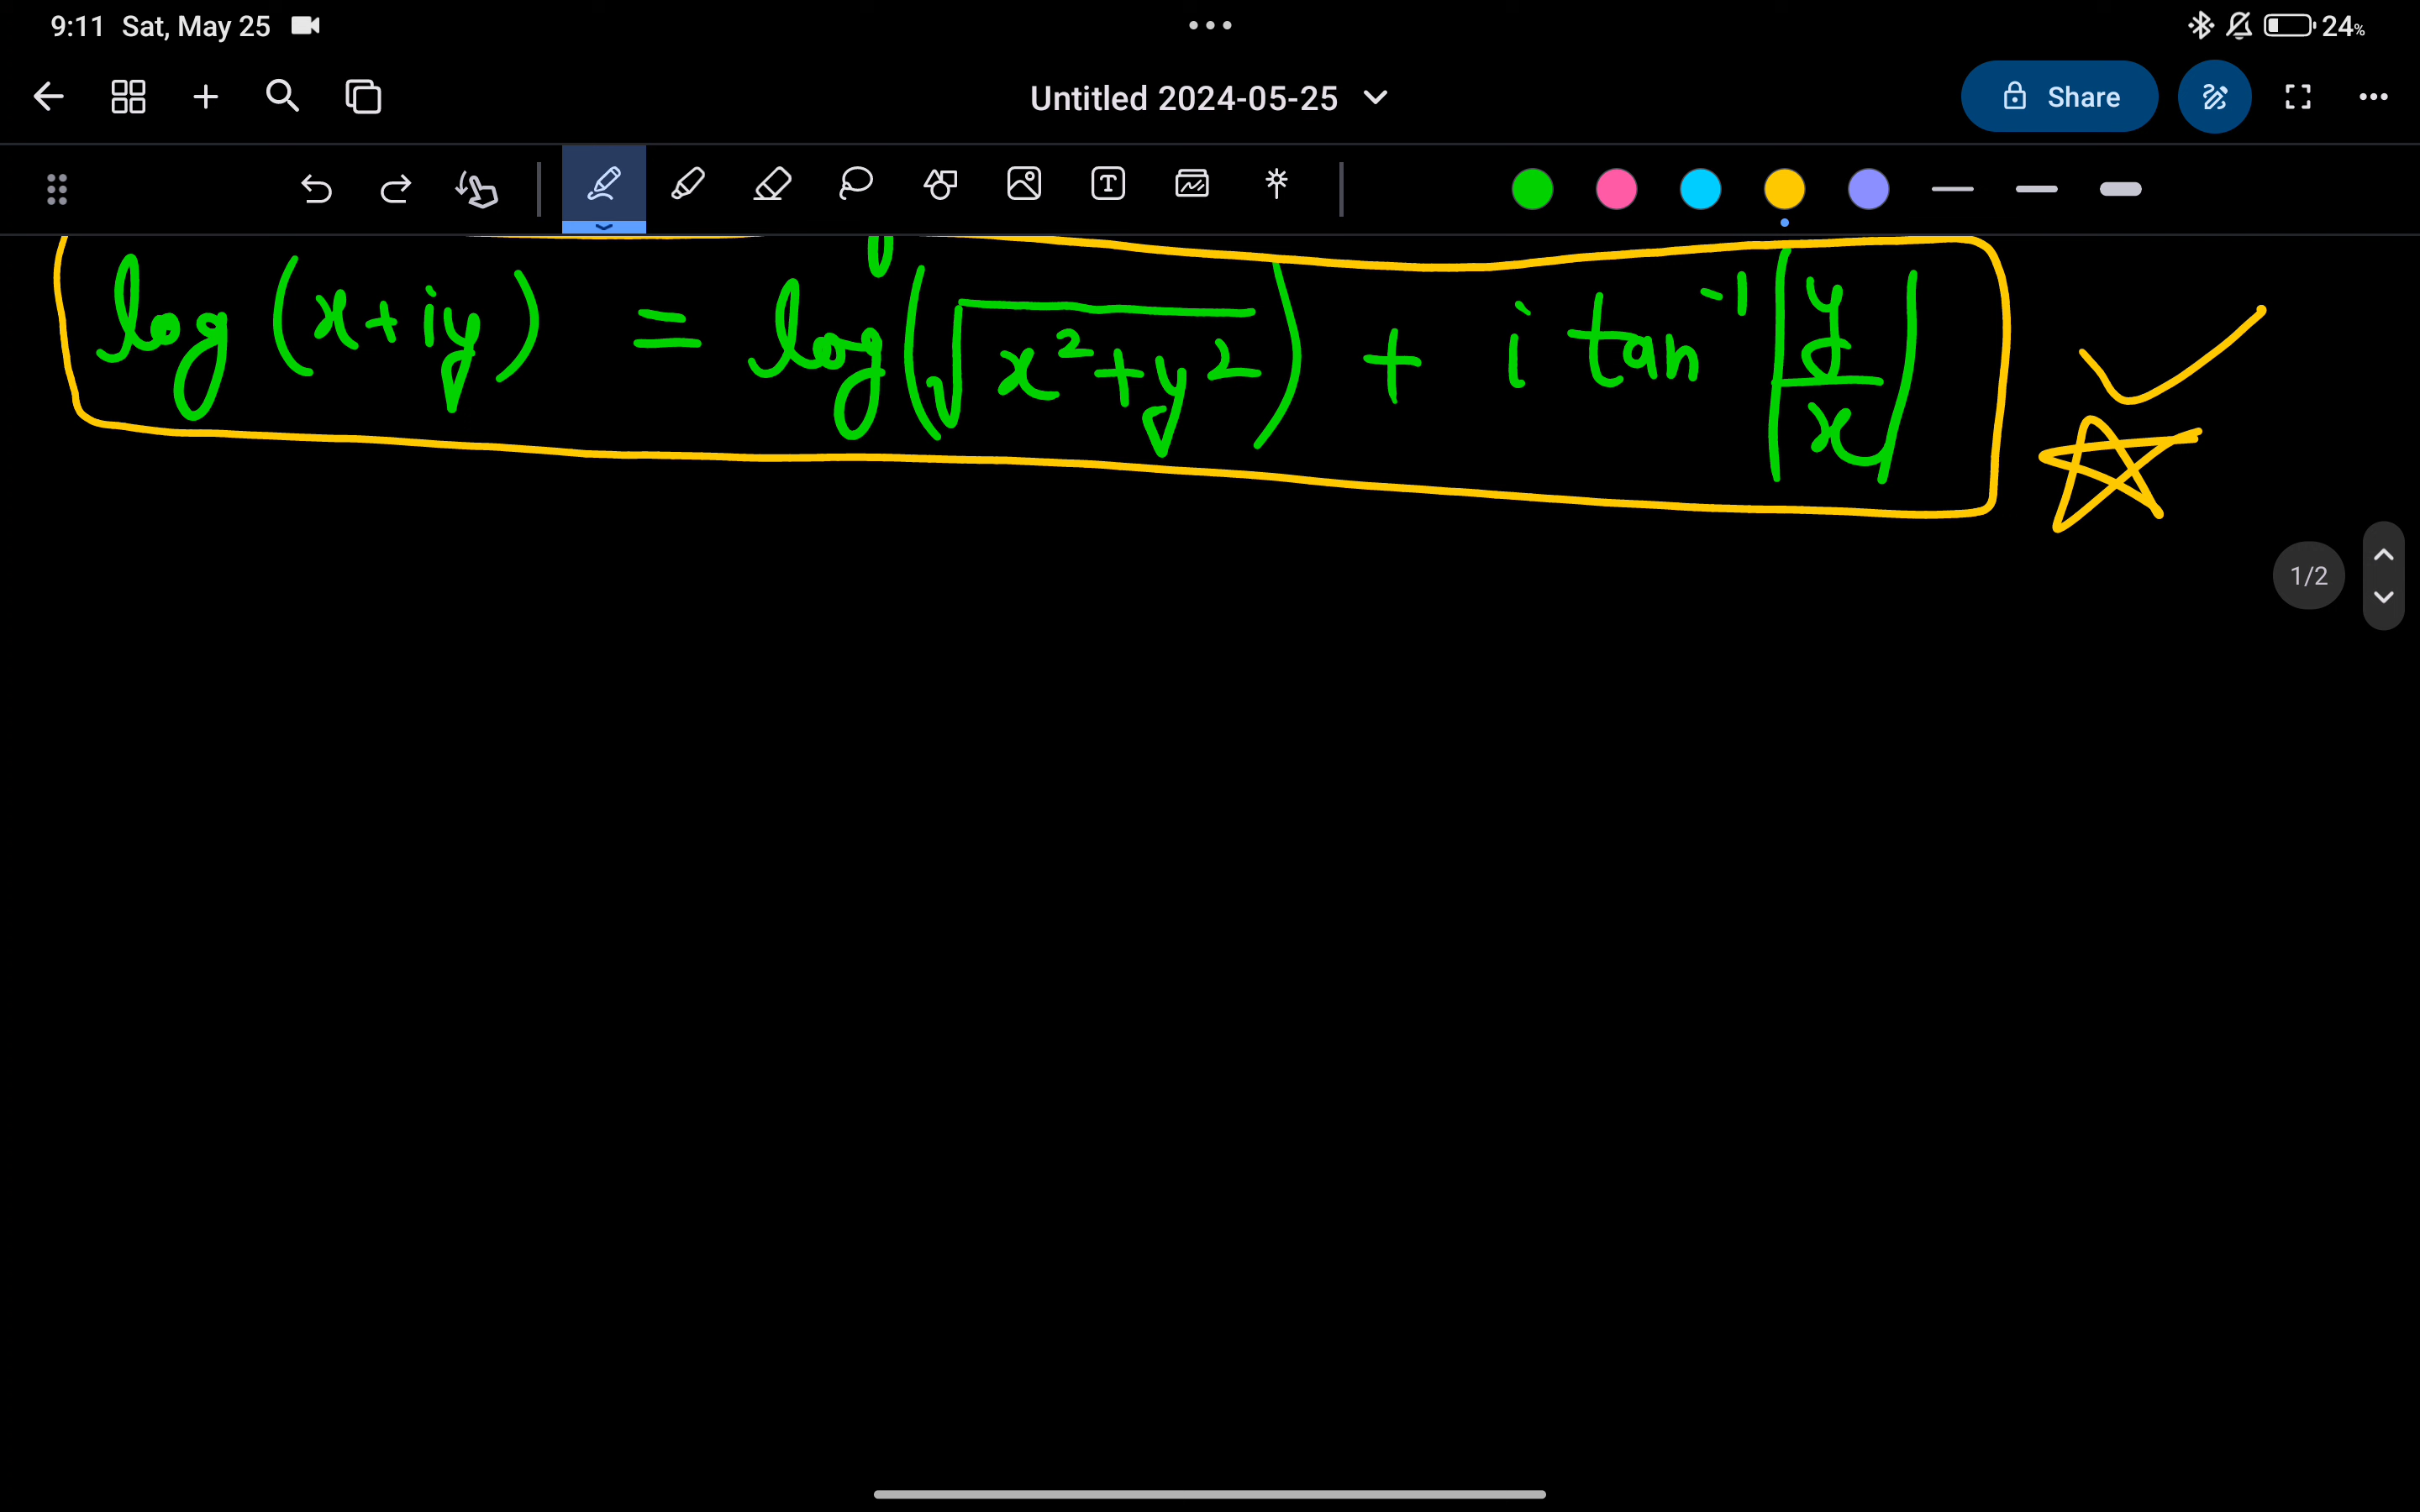 9:11 Sat, May 25
24%
Untitled 2024-05-25
Share
T
log (x+iy) = log(√x²+y²) + i tan⁻¹|y/x|
1/2